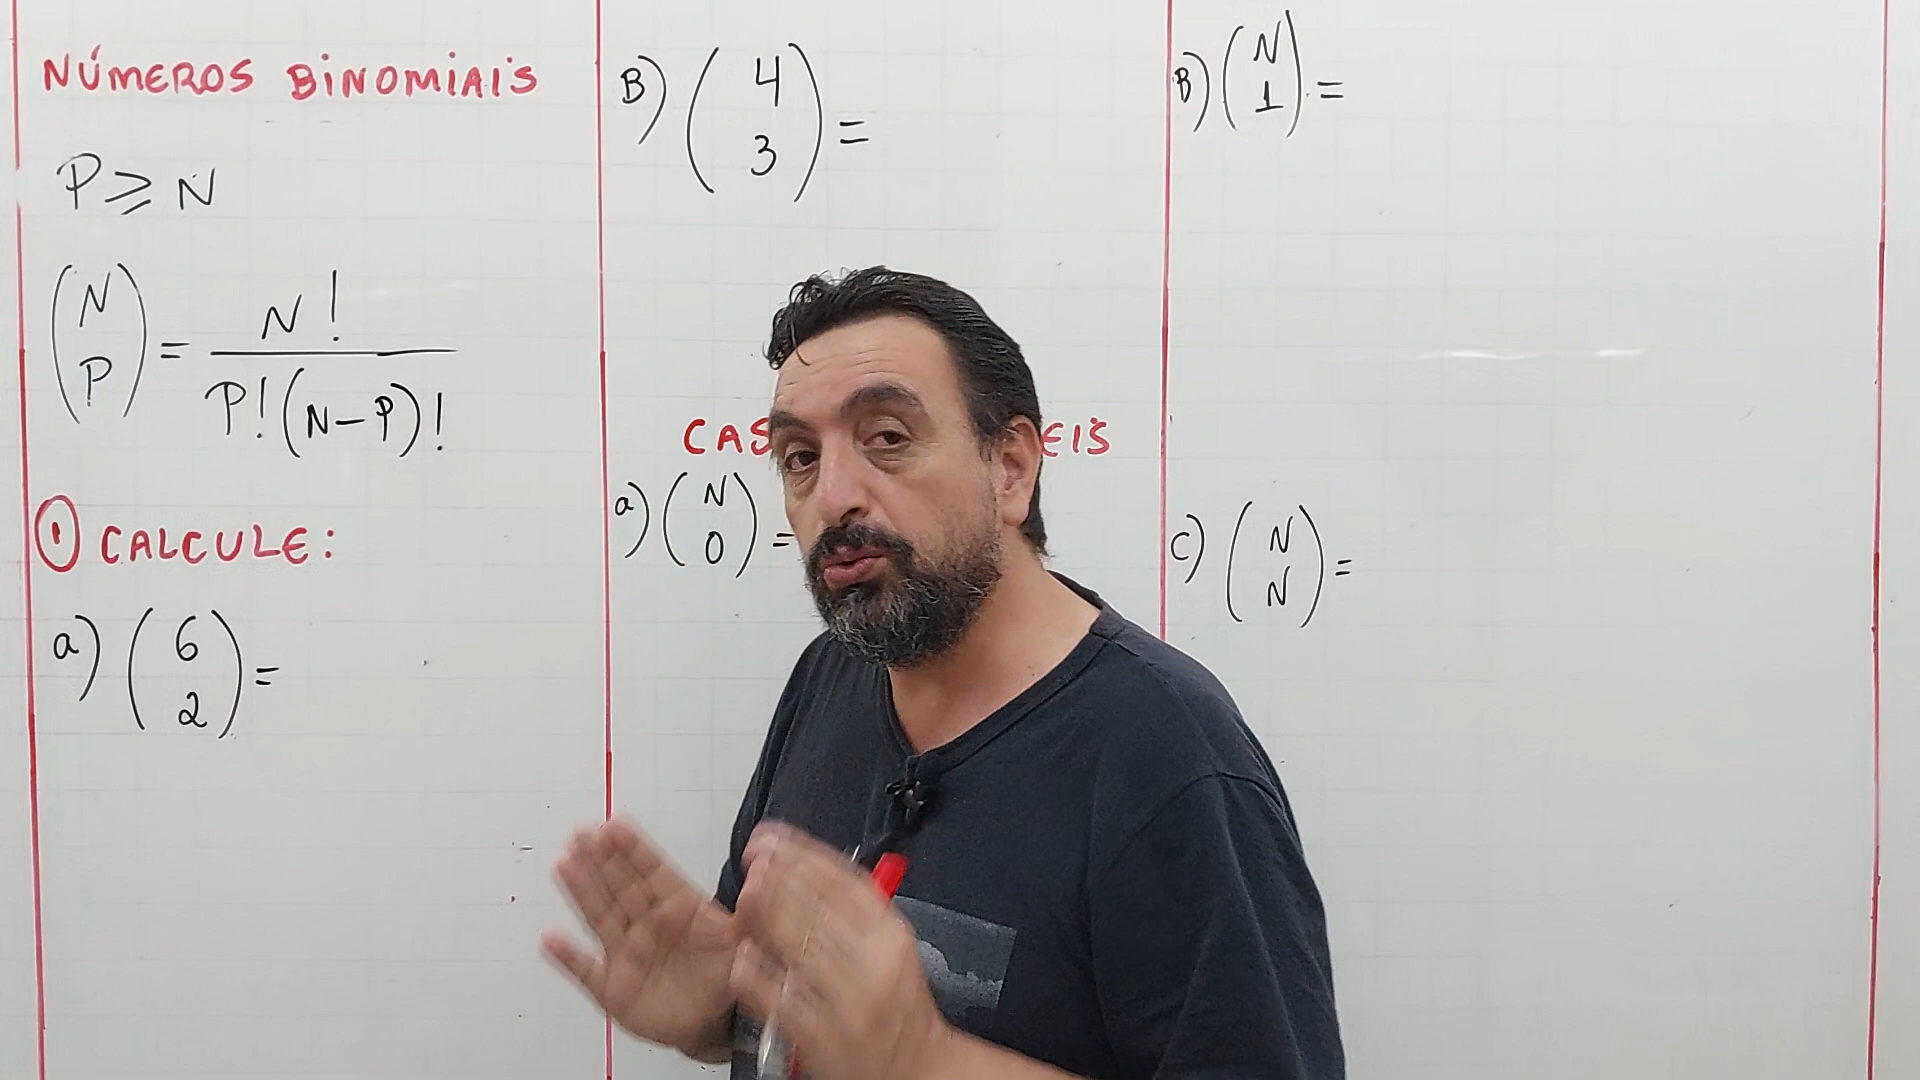 NÚMEROS BINOMIAIS
P ≥ N
(N P) = N! / P!(N-P)!
① CALCULE:
a) (6 2) =
B) (4 3) =
a) (N 0) =
B) (N 1) =
C) (N N) =